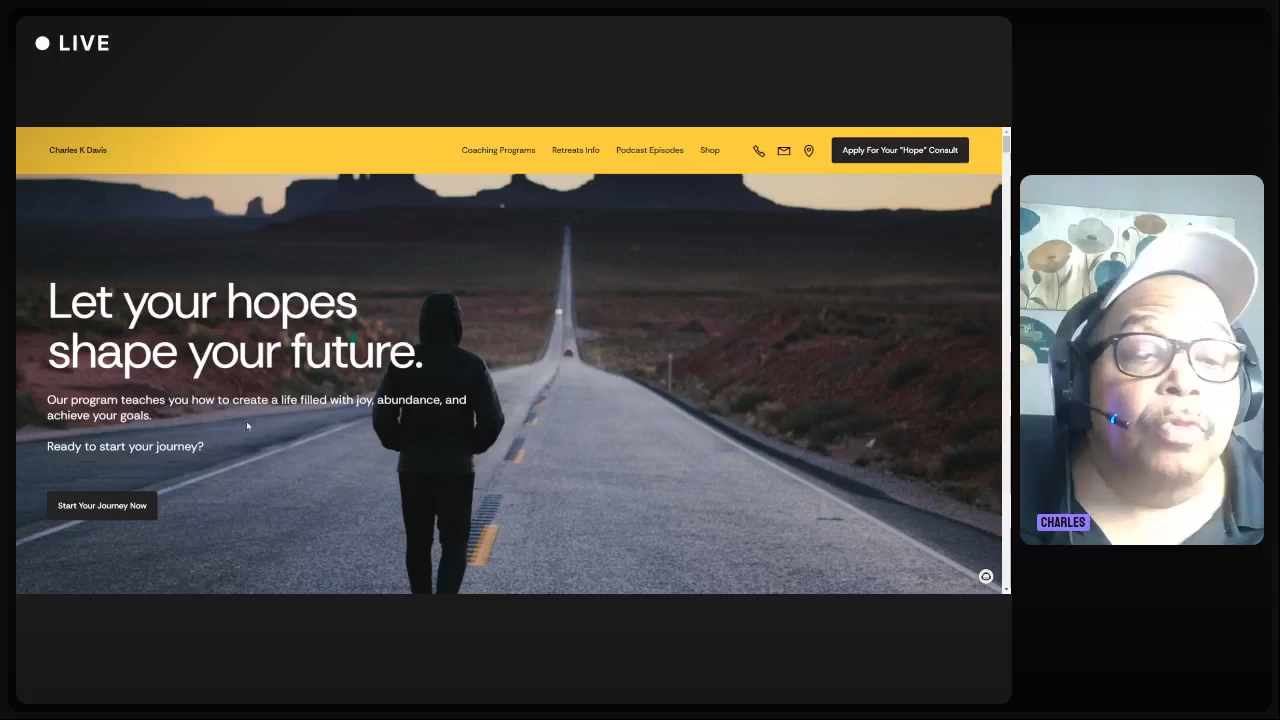 LIVE
Charles K Davis
Coaching Programs
Retreats Info
Podcast Episodes
Shop
Apply For Your "Hope" Consult
Let your hopes
shape your future.
Our program teaches you how to create a life filled with joy, abundance, and
achieve your goals.
Ready to start your journey?
Start Your Journey Now
CHARLES